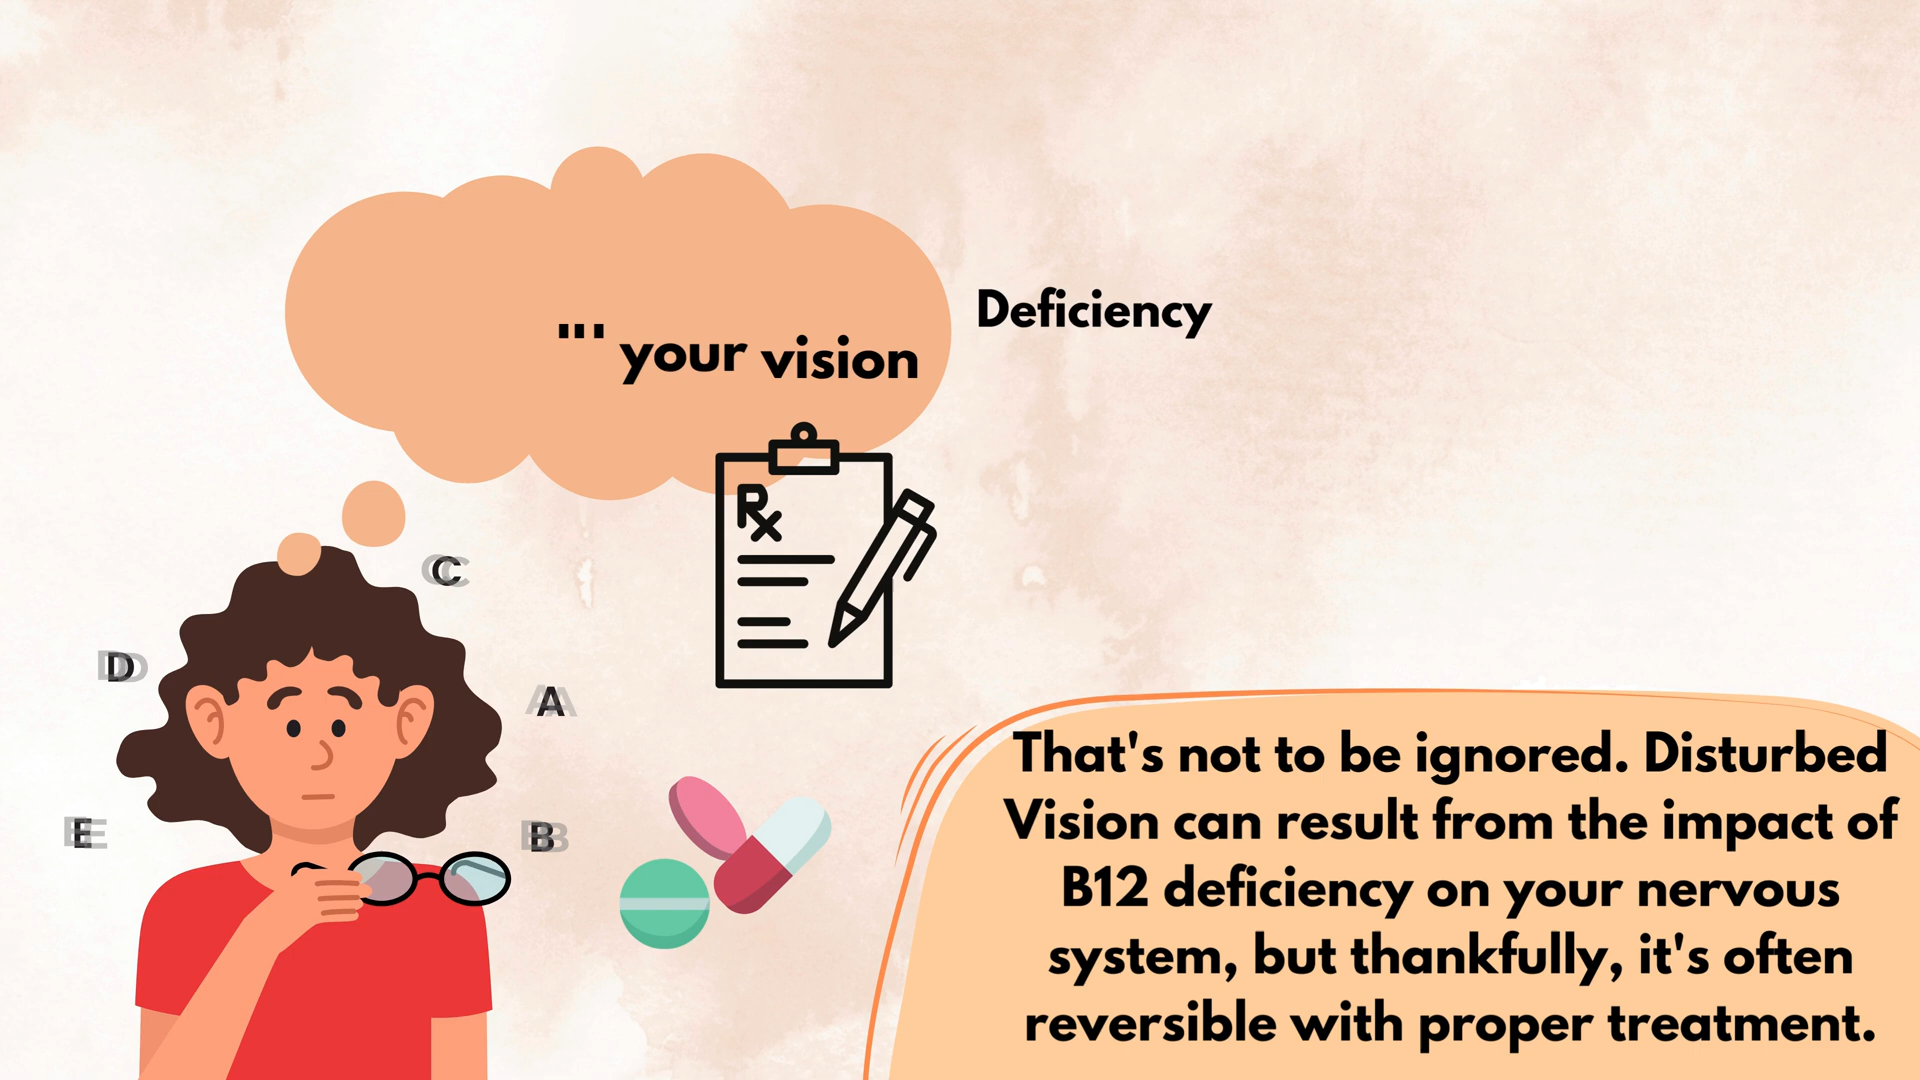 ''' your vision
Deficiency
Rx
C
D
A
E
B
That's not to be ignored. Disturbed
Vision can result from the impact of
B12 deficiency on your nervous
system, but thankfully, it's often
reversible with proper treatment.